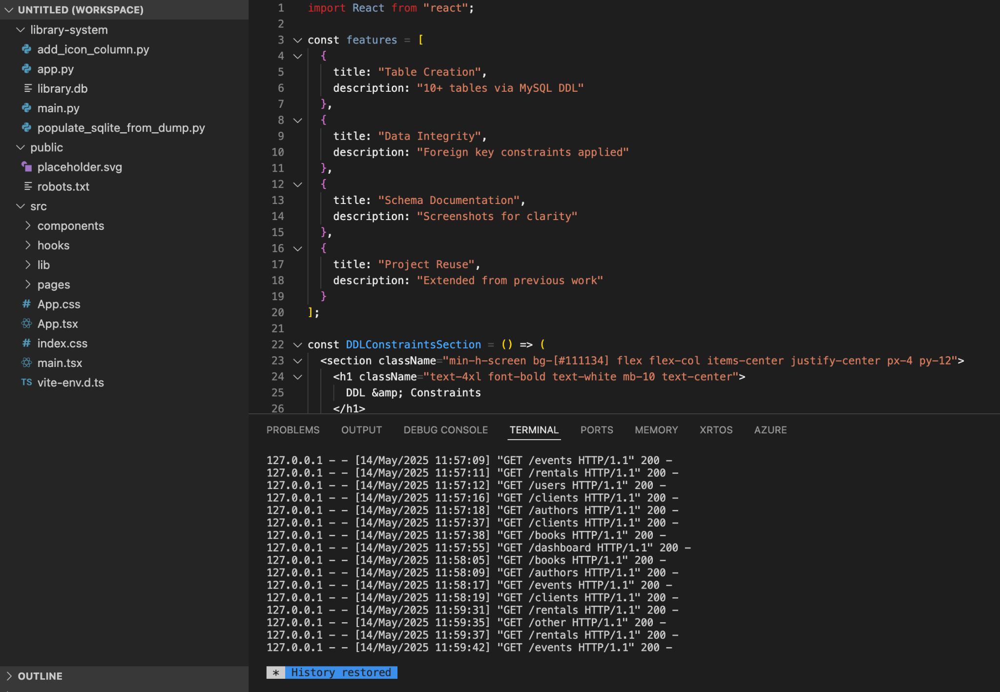 UNTITLED (WORKSPACE)
library-system
add_icon_column.py
app.py
library.db
main.py
populate_sqlite_from_dump.py
public
placeholder.svg
robots.txt
src
components
hooks
lib
pages
# App.css
App.tsx
# index.css
main.tsx
TS vite-env.d.ts
OUTLINE
1 import React from "react";
2
3 const features = [
4 {
5 title: "Table Creation",
6 description: "10+ tables via MySQL DDL"
7 },
8 {
9 title: "Data Integrity",
10 description: "Foreign key constraints applied"
11 },
12 {
13 title: "Schema Documentation",
14 description: "Screenshots for clarity"
15 },
16 {
17 title: "Project Reuse",
18 description: "Extended from previous work"
19 }
20 ];
21
22 const DDLConstraintsSection = () => (
23 <section className="min-h-screen bg-[#111134] flex flex-col items-center justify-center px-4 py-12">
24 <h1 className="text-4xl font-bold text-white mb-10 text-center">
25 DDL &amp; Constraints
26 </h1>
PROBLEMS OUTPUT DEBUG CONSOLE TERMINAL PORTS MEMORY XRTOS AZURE
127.0.0.1 - - [14/May/2025 11:57:09] "GET /events HTTP/1.1" 200 -
127.0.0.1 - - [14/May/2025 11:57:11] "GET /rentals HTTP/1.1" 200 -
127.0.0.1 - - [14/May/2025 11:57:12] "GET /users HTTP/1.1" 200 -
127.0.0.1 - - [14/May/2025 11:57:16] "GET /clients HTTP/1.1" 200 -
127.0.0.1 - - [14/May/2025 11:57:18] "GET /authors HTTP/1.1" 200 -
127.0.0.1 - - [14/May/2025 11:57:37] "GET /clients HTTP/1.1" 200 -
127.0.0.1 - - [14/May/2025 11:57:38] "GET /books HTTP/1.1" 200 -
127.0.0.1 - - [14/May/2025 11:57:55] "GET /dashboard HTTP/1.1" 200 -
127.0.0.1 - - [14/May/2025 11:58:05] "GET /books HTTP/1.1" 200 -
127.0.0.1 - - [14/May/2025 11:58:09] "GET /authors HTTP/1.1" 200 -
127.0.0.1 - - [14/May/2025 11:58:17] "GET /events HTTP/1.1" 200 -
127.0.0.1 - - [14/May/2025 11:58:19] "GET /clients HTTP/1.1" 200 -
127.0.0.1 - - [14/May/2025 11:59:31] "GET /rentals HTTP/1.1" 200 -
127.0.0.1 - - [14/May/2025 11:59:35] "GET /other HTTP/1.1" 200 -
127.0.0.1 - - [14/May/2025 11:59:37] "GET /rentals HTTP/1.1" 200 -
127.0.0.1 - - [14/May/2025 11:59:42] "GET /events HTTP/1.1" 200 -
* History restored